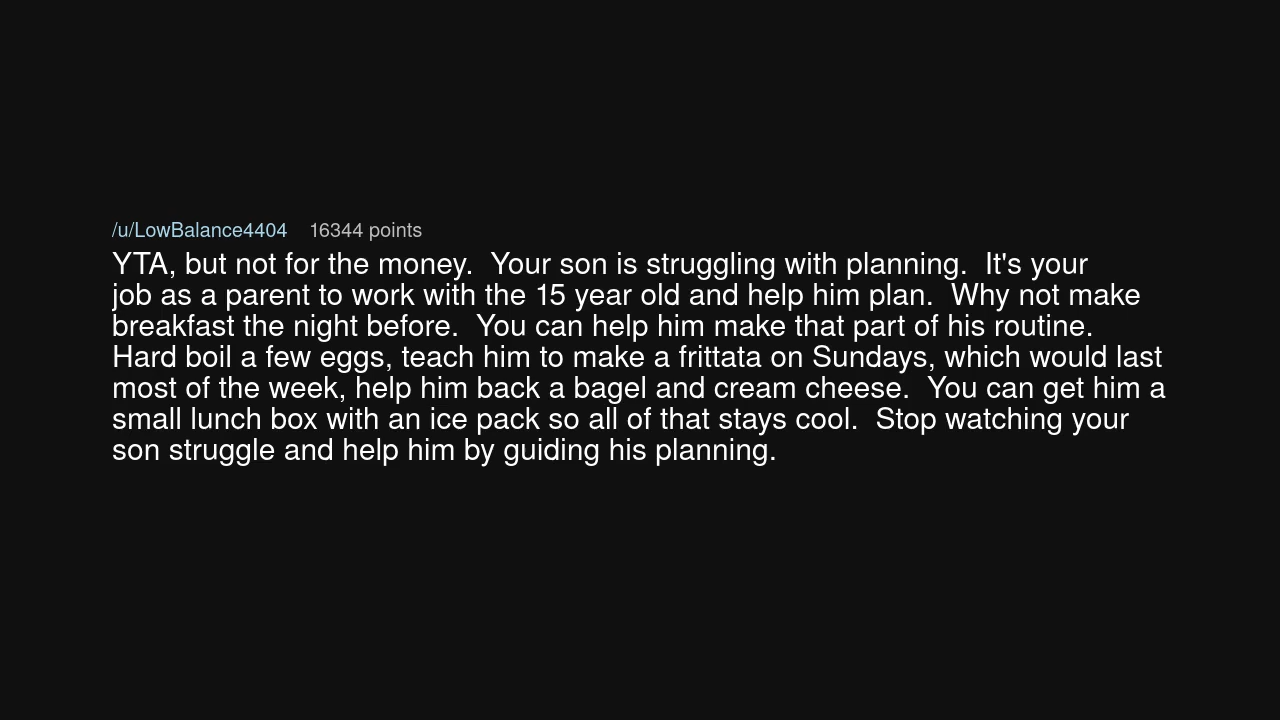 /u/LowBalance4404 16344 points
YTA, but not for the money.  Your son is struggling with planning.  It's your
job as a parent to work with the 15 year old and help him plan.  Why not make
breakfast the night before.  You can help him make that part of his routine.
Hard boil a few eggs, teach him to make a frittata on Sundays, which would last
most of the week, help him back a bagel and cream cheese.  You can get him a
small lunch box with an ice pack so all of that stays cool.  Stop watching your
son struggle and help him by guiding his planning.